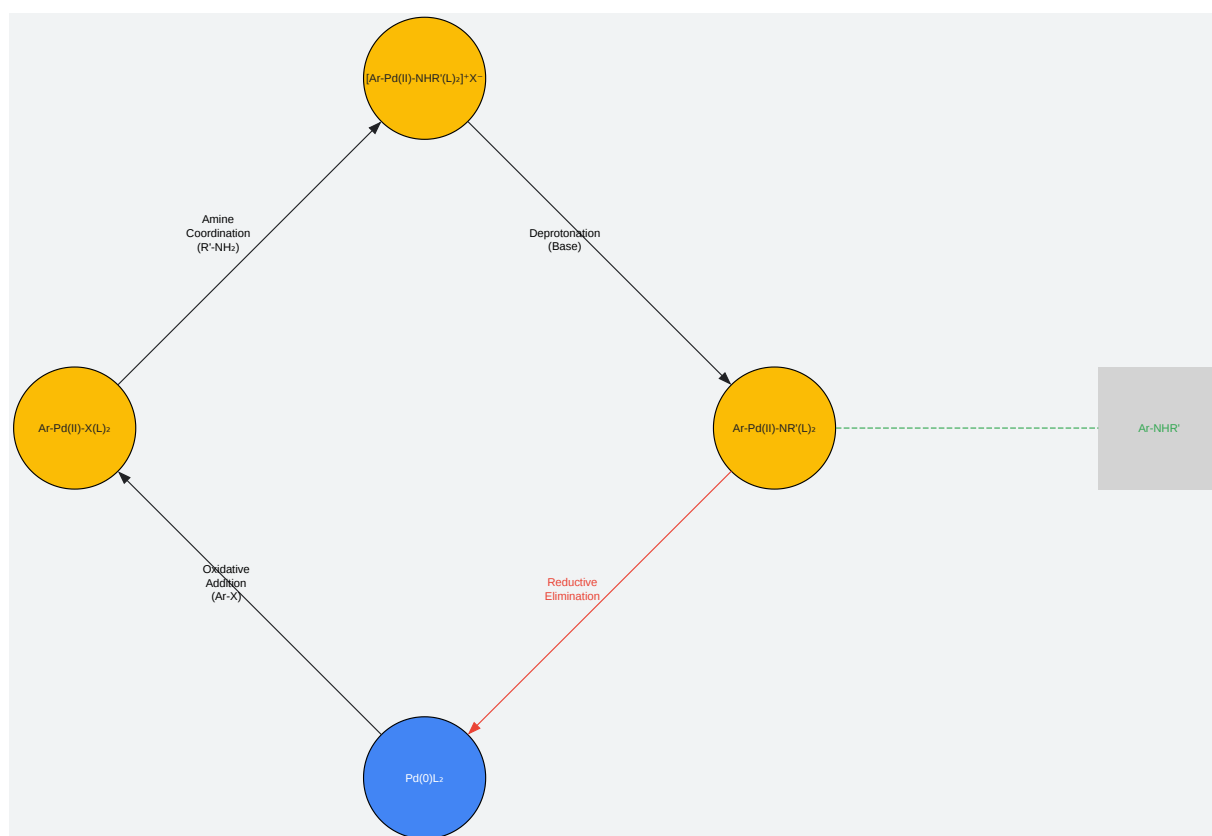 [Ar-Pd(II)-NHR'(L)₂]⁺X⁻
Amine
Coordination
(R'-NH₂)
Deprotonation
(Base)
Ar-Pd(II)-X(L)₂
Ar-Pd(II)-NR'(L)₂
Ar-NHR'
Oxidative
Addition
(Ar-X)
Reductive
Elimination
Pd(0)L₂